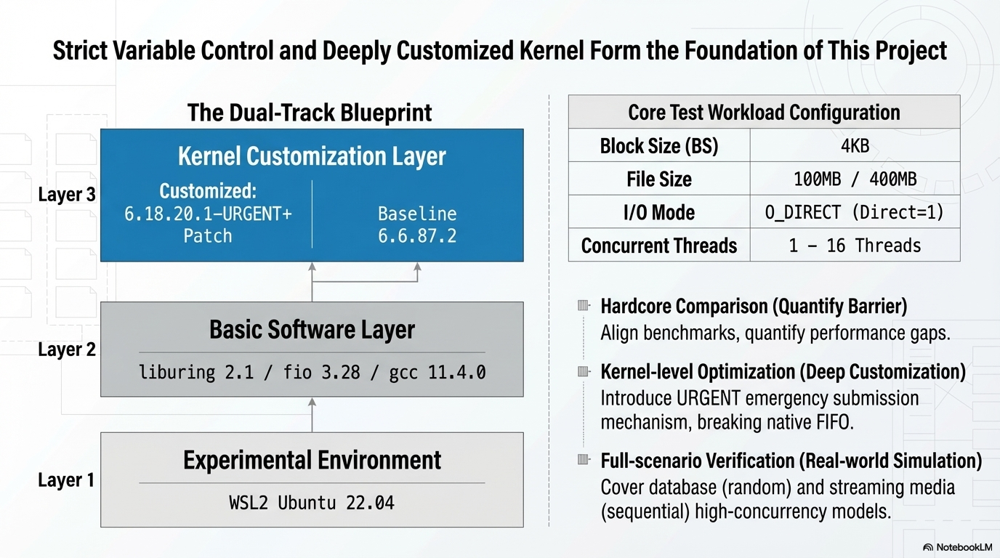 Strict Variable Control and Deeply Customized Kernel Form the Foundation of This Project
The Dual-Track Blueprint
Layer 3
Kernel Customization Layer
Customized:
6.18.20.1-URGENT+
Patch
Baseline
6.6.87.2
Layer 2
Basic Software Layer
liburing 2.1 / fio 3.28 / gcc 11.4.0
Layer 1
Experimental Environment
WSL2 Ubuntu 22.04
Core Test Workload Configuration
Block Size (BS) 4KB
File Size 100MB / 400MB
I/O Mode O_DIRECT (Direct=1)
Concurrent Threads 1 – 16 Threads
Hardcore Comparison (Quantify Barrier)
Align benchmarks, quantify performance gaps.
Kernel-level Optimization (Deep Customization)
Introduce URGENT emergency submission
mechanism, breaking native FIFO.
Full-scenario Verification (Real-world Simulation)
Cover database (random) and streaming media
(sequential) high-concurrency models.
NotebookLM